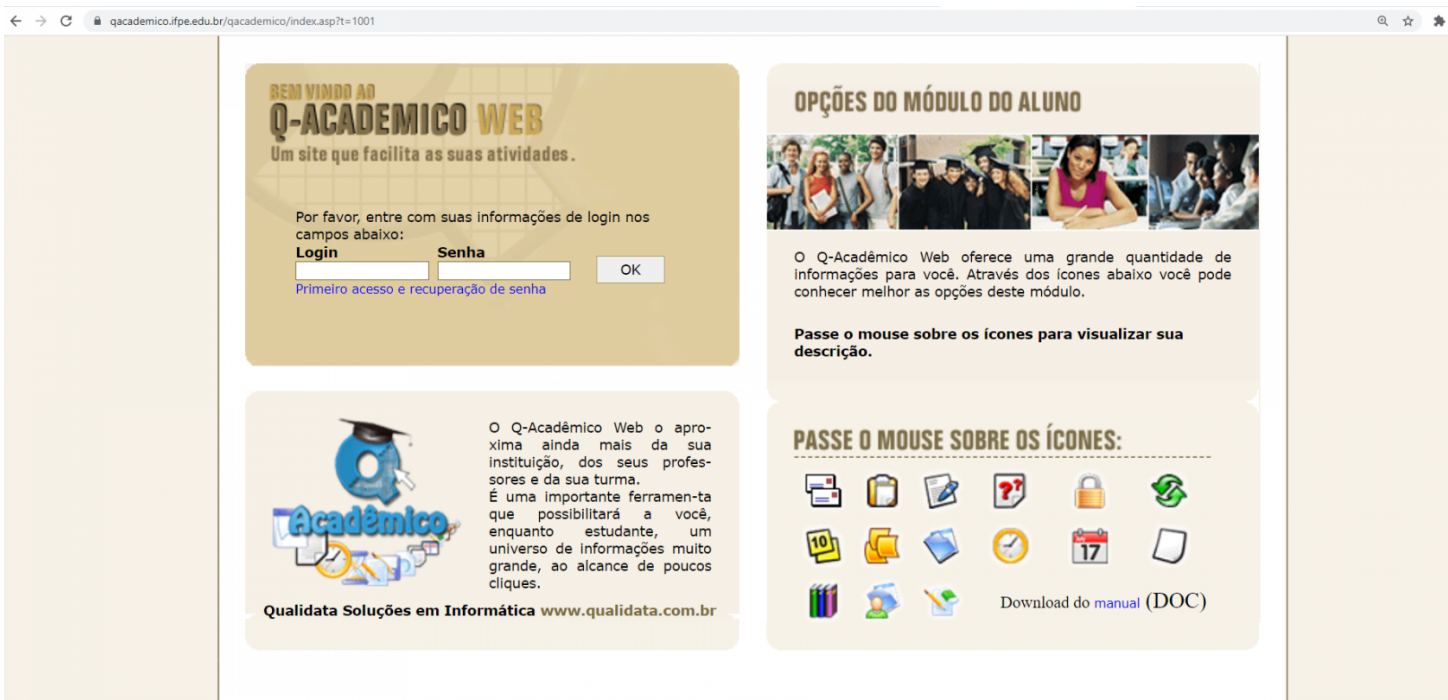 qacademico.ifpe.edu.br/qacademico/index.asp?t=1001
BEM VINDO AO
Q-ACADEMICO WEB
Um site que facilita as suas atividades.
Por favor, entre com suas informações de login nos
campos abaixo:
Login Senha
OK
Primeiro acesso e recuperação de senha
Q
Acadêmico
O Q-Acadêmico Web o apro-
xima ainda mais da sua
instituição, dos seus profes-
sores e da sua turma.
É uma importante ferramen-ta
que possibilitará a você,
enquanto estudante, um
universo de informações muito
grande, ao alcance de poucos
cliques.
Qualidata Soluções em Informática www.qualidata.com.br
OPÇÕES DO MÓDULO DO ALUNO
O Q-Acadêmico Web oferece uma grande quantidade de
informações para você. Através dos ícones abaixo você pode
conhecer melhor as opções deste módulo.
Passe o mouse sobre os ícones para visualizar sua
descrição.
PASSE O MOUSE SOBRE OS ÍCONES:
??
10
17
Download do manual (DOC)